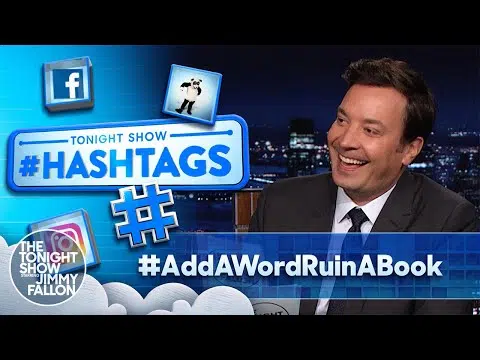 TONIGHT SHOW
#HASHTAGS
#
#AddAWordRuinABook
THE
TONIGHT
SHOW
STARRING
JIMMY
FALLON